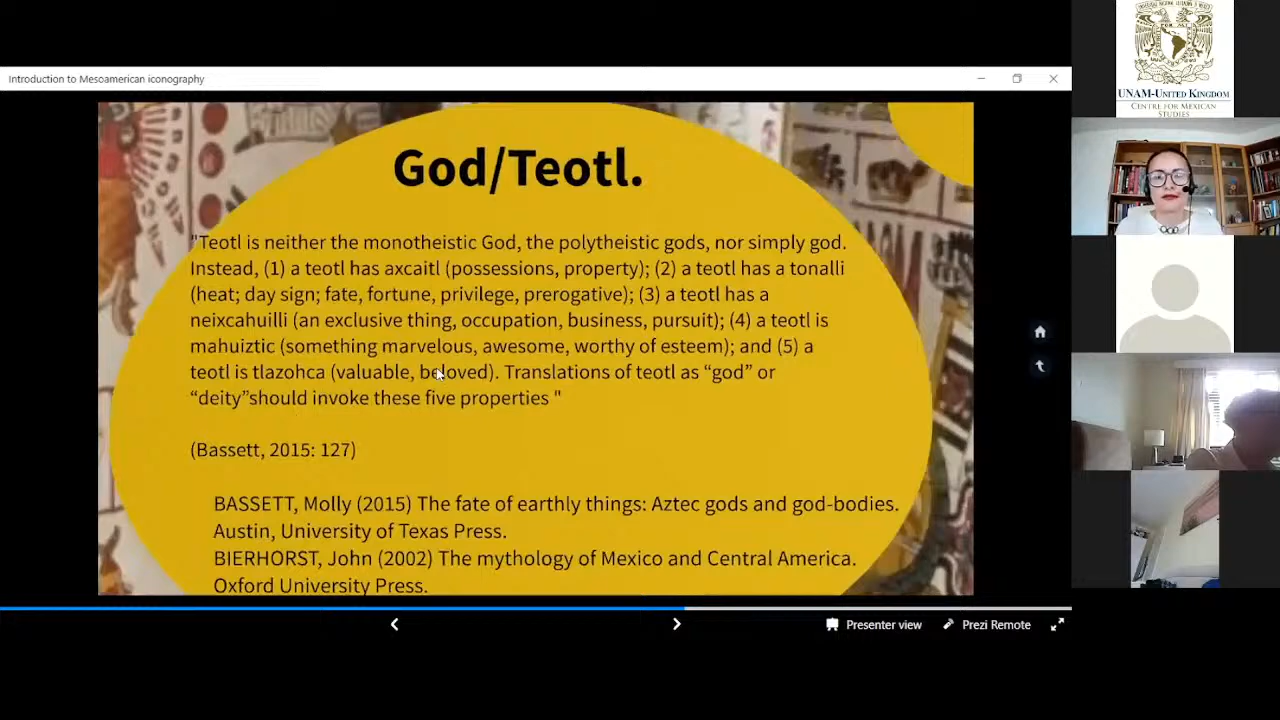 Introduction to Mesoamerican iconography
God/Teotl.
"Teotl is neither the monotheistic God, the polytheistic gods, nor simply god.
Instead, (1) a teotl has axcaitl (possessions, property); (2) a teotl has a tonalli
(heat; day sign; fate, fortune, privilege, prerogative); (3) a teotl has a
neixcahuilli (an exclusive thing, occupation, business, pursuit); (4) a teotl is
mahuiztic (something marvelous, awesome, worthy of esteem); and (5) a
teotl is tlazohca (valuable, beloved). Translations of teotl as “god” or
“deity”should invoke these five properties "
(Bassett, 2015: 127)
BASSETT, Molly (2015) The fate of earthly things: Aztec gods and god-bodies.
Austin, University of Texas Press.
BIERHORST, John (2002) The mythology of Mexico and Central America.
Oxford University Press.
Presenter view
Prezi Remote
UNAM-UNITED KINGDOM
CENTRE FOR MEXICAN
STUDIES